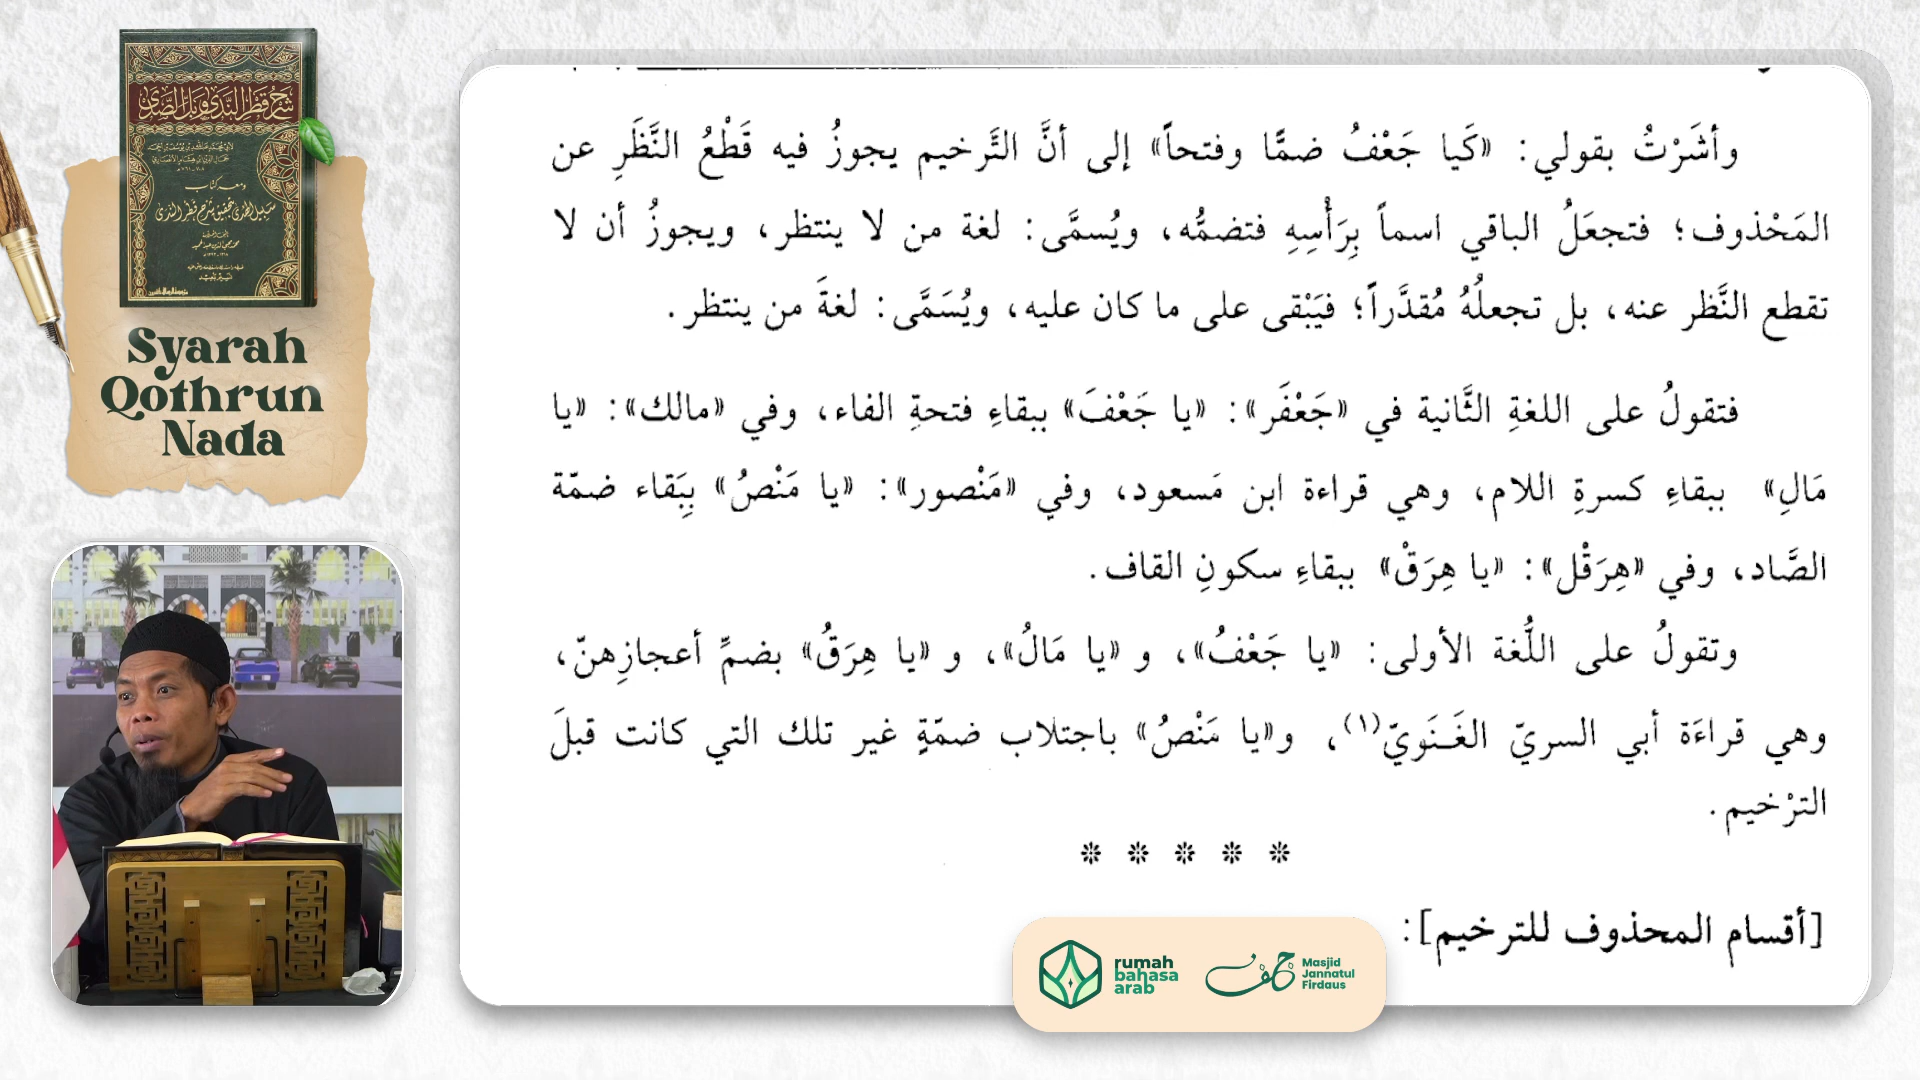 شرح قطر الندى وبل الصدى
Syarah
Qothrun
Nada
وأشَرْتُ بقولي: «كَيا جَعْفُ ضمًّا وفتحاً» إلى أنَّ التَّرخيم يجوزُ فيه قَطْعُ النَّظَرِ عن
المَحْذوف؛ فتجعَلُ الباقي اسماً بِرَأْسِهِ فتضمُّه، ويُسمَّى: لغة من لا ينتظر، ويجوزُ أن لا
تقطع النَّظر عنه، بل تجعلُهُ مُقدَّراً؛ فيَبْقى على ما كان عليه، ويُسَمَّى: لغةَ من ينتظر.
فتقولُ على اللغةِ الثَّانية في «جَعْفَر»: «يا جَعْفَ» ببقاءِ فتحةِ الفاء، وفي «مالك»: «يا
مَالِ» ببقاءِ كسرةِ اللام، وهي قراءة ابن مَسعود، وفي «مَنْصور»: «يا مَنْصُ» بِبَقاء ضمّة
الصَّاد، وفي «هِرَقْل»: «يا هِرَقْ» ببقاءِ سكونِ القاف.
وتقولُ على اللُّغة الأولى: «يا جَعْفُ»، و «يا مَالُ»، و «يا هِرَقُ» بضمِّ أعجازِهنّ،
وهي قراءَة أبي السريّ الغَنَويّ(١)، و«يا مَنْصُ» باجتلاب ضمّةٍ غير تلك التي كانت قبلَ
الترْخيم.
[أقسام المحذوف للترخيم]:
rumah
bahasa
arab
Masjid
Jannatul
Firdaus